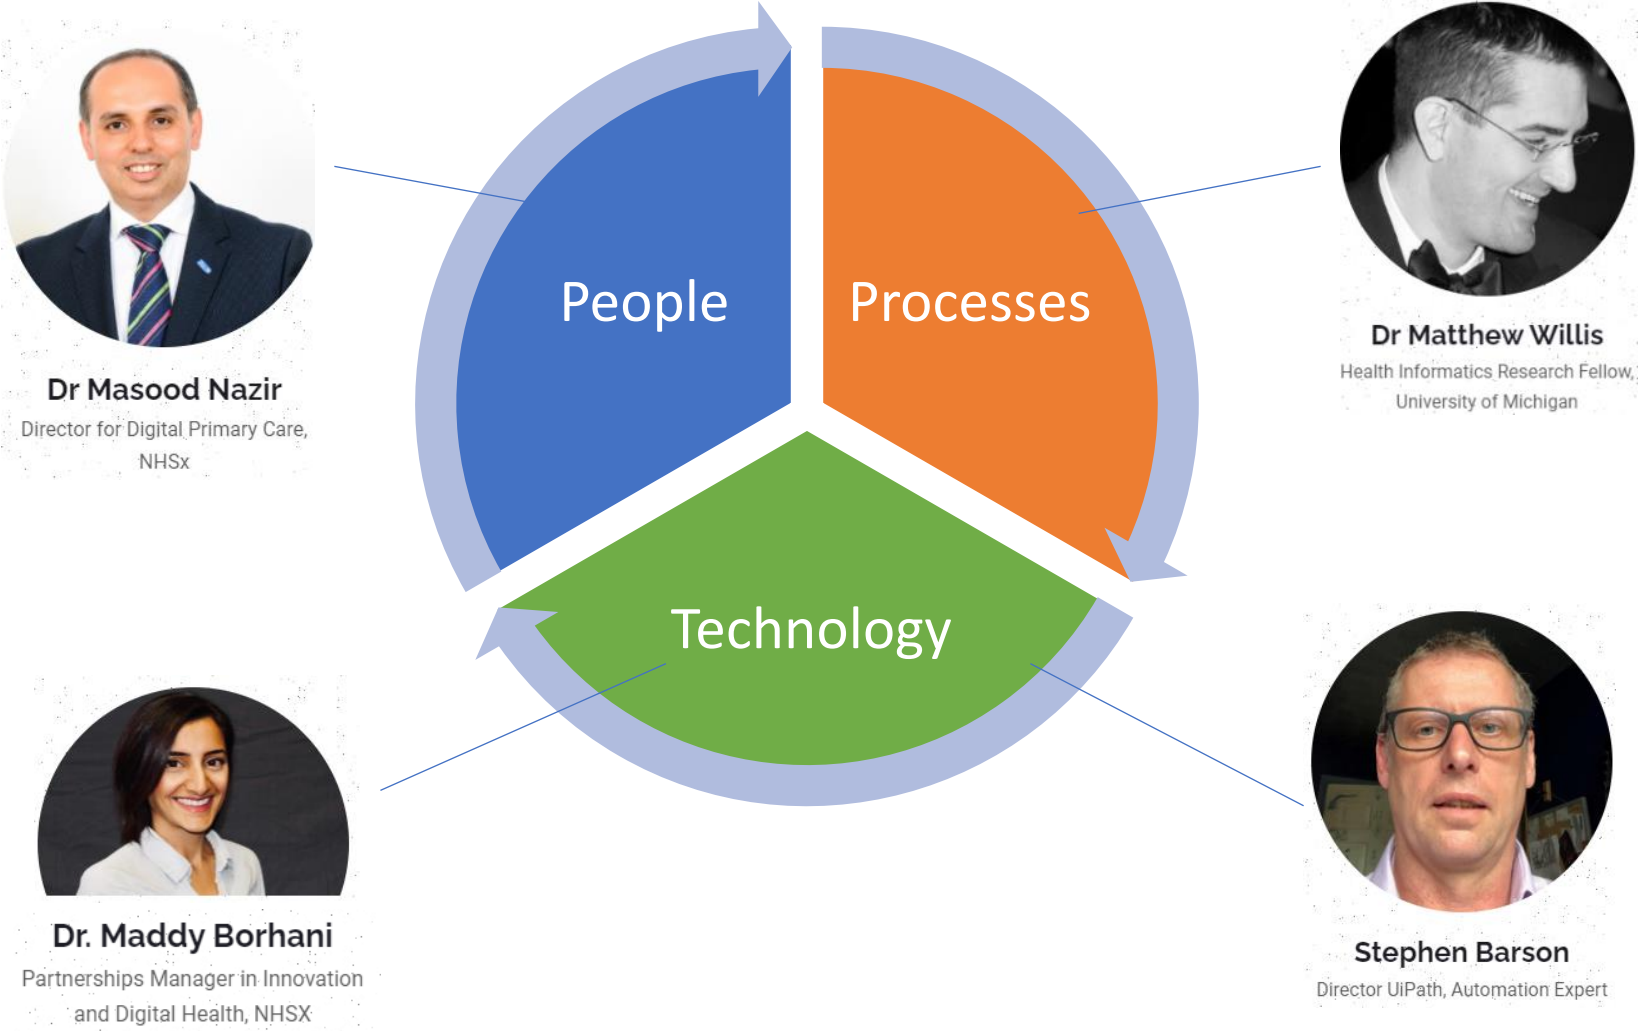 People
Processes
Dr Matthew Willis
Health Informatics Research Fellow,
University of Michigan
Dr Masood Nazir
Director for Digital Primary Care,
NHSx
Technology
Dr. Maddy Borhani
Partnerships Manager in Innovation
and Digital Health, NHSX
Stephen Barson
Director UiPath, Automation Expert